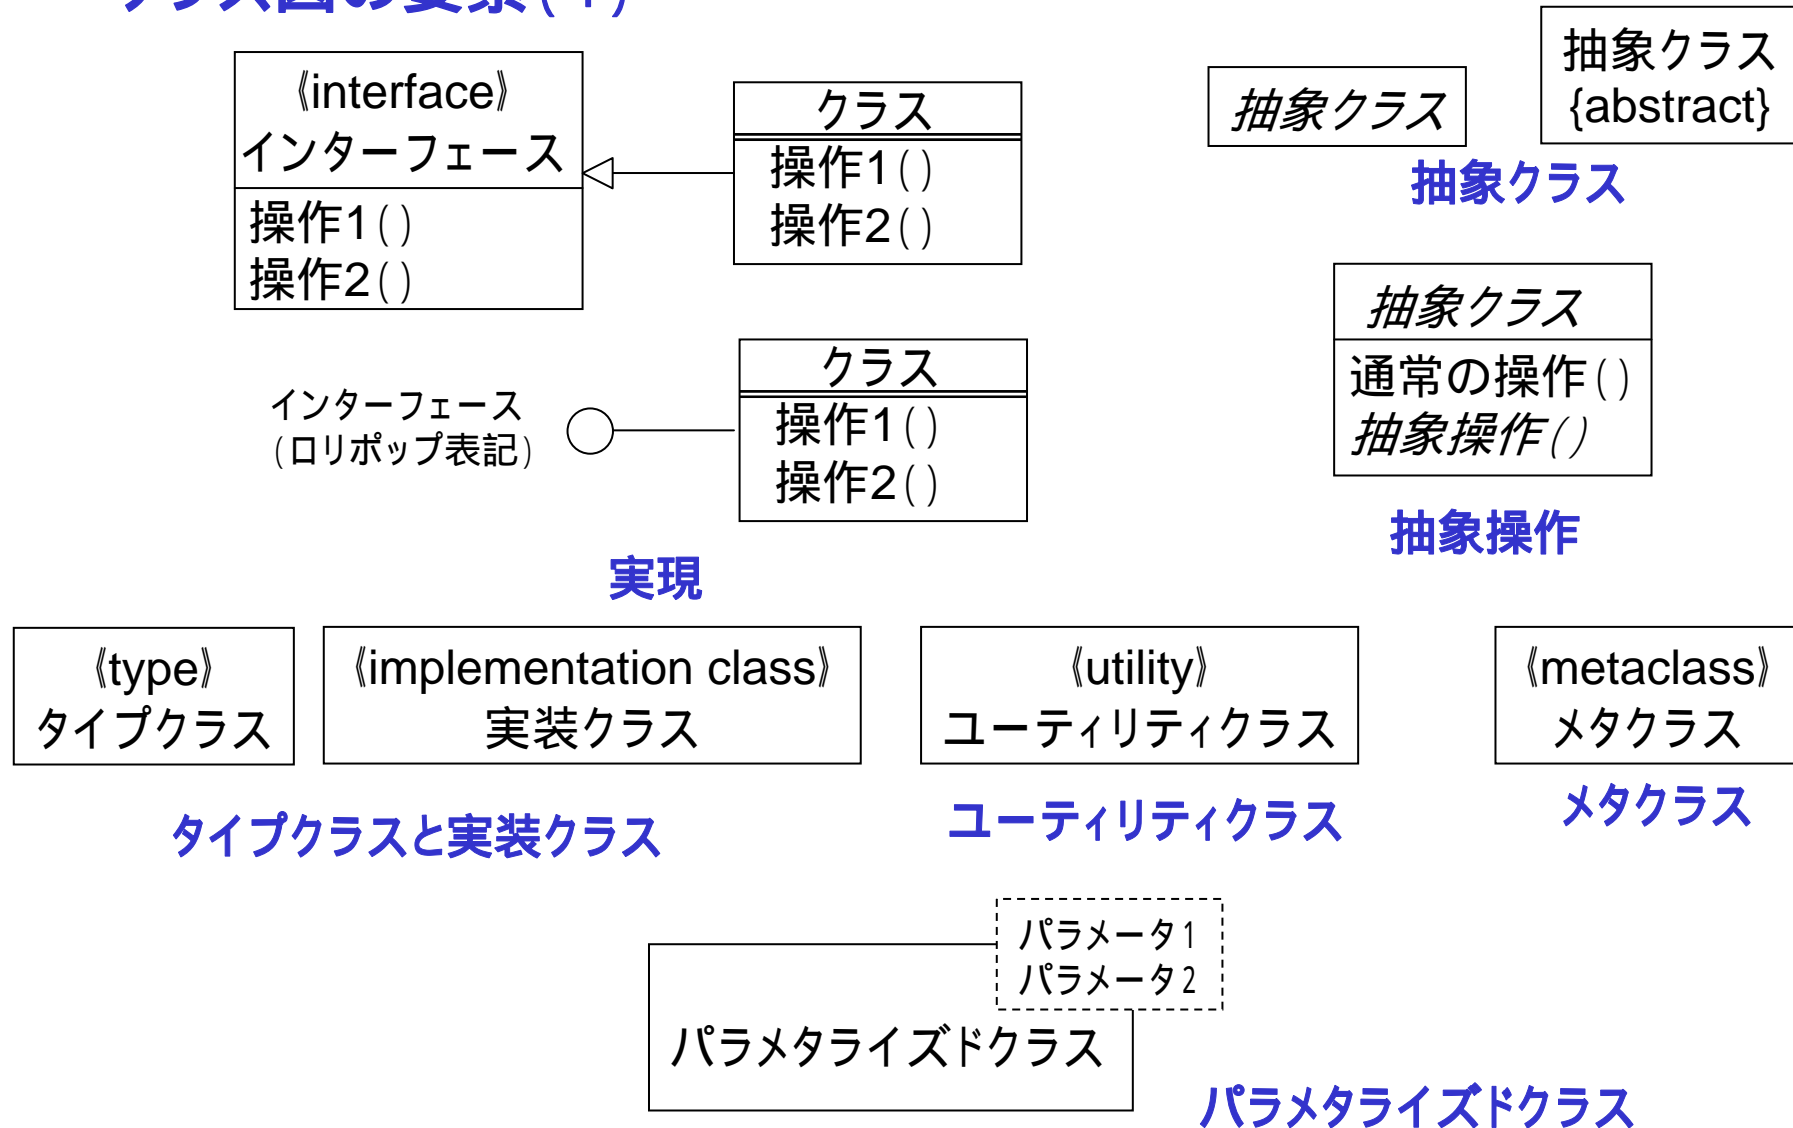 クラス図の要素(4)
《interface》
インターフェース
操作1()
操作2()
クラス
操作1()
操作2()
インターフェース
(ロリポップ表記)
クラス
操作1()
操作2()
実現
抽象クラス
抽象クラス
{abstract}
抽象クラス
抽象クラス
通常の操作()
抽象操作()
抽象操作
《type》
タイプクラス
《implementation class》
実装クラス
タイプクラスと実装クラス
《utility》
ユーティリティクラス
ユーティリティクラス
《metaclass》
メタクラス
メタクラス
パラメータ1
パラメータ2
パラメタライズドクラス
パラメタライズドクラス